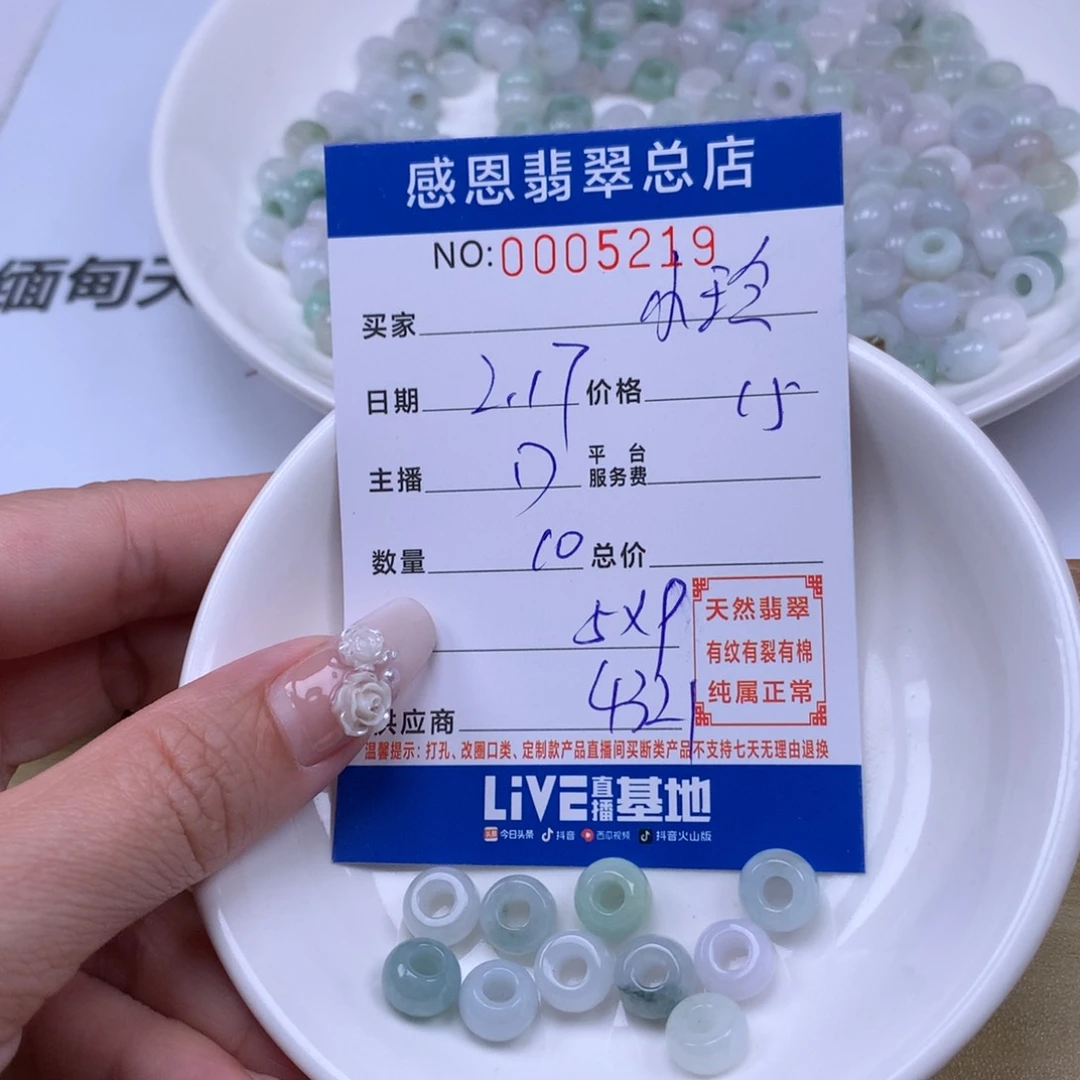 缅甸天
感恩翡翠总店
NO:0005219
买家
日期 2.17 价格 15
主播 平台服务费
数量 10 总价
5x9
天然翡翠
有纹有裂有棉
纯属正常
供应商 4321
温馨提示：打孔、改圈口类、定制款产品直播间买断类产品不支持七天无理由退换
LiVE直播基地
今日头条 抖音 西瓜视频 抖音火山版